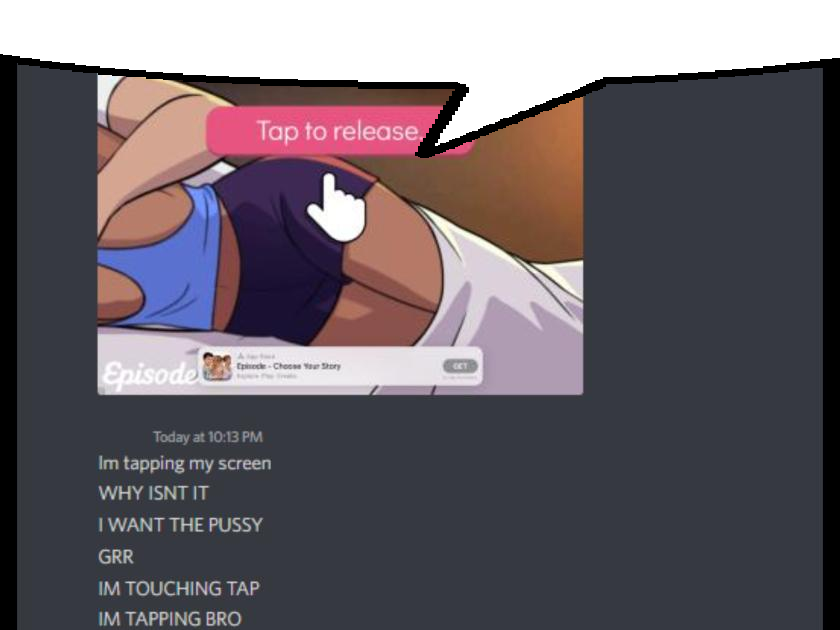 Tap to release.
App Store
Episode - Choose Your Story
Explore. Play. Create.
GET
Episode
Today at 10:13 PM
Im tapping my screen
WHY ISNT IT
I WANT THE PUSSY
GRR
IM TOUCHING TAP
IM TAPPING BRO